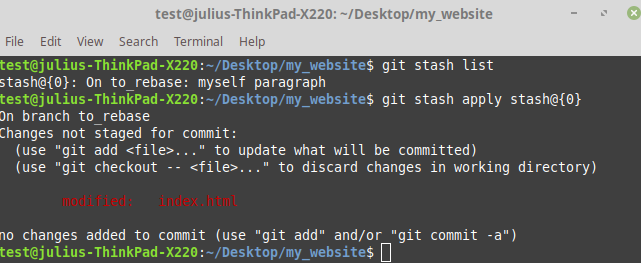 test@julius-ThinkPad-X220: ~/Desktop/my_website
File Edit View Search Terminal Help
test@julius-ThinkPad-X220:~/Desktop/my_website$ git stash list
stash@{0}: On to_rebase: myself paragraph
test@julius-ThinkPad-X220:~/Desktop/my_website$ git stash apply stash@{0}
On branch to_rebase
Changes not staged for commit:
  (use "git add <file>..." to update what will be committed)
  (use "git checkout -- <file>..." to discard changes in working directory)
modified:   index.html
no changes added to commit (use "git add" and/or "git commit -a")
test@julius-ThinkPad-X220:~/Desktop/my_website$